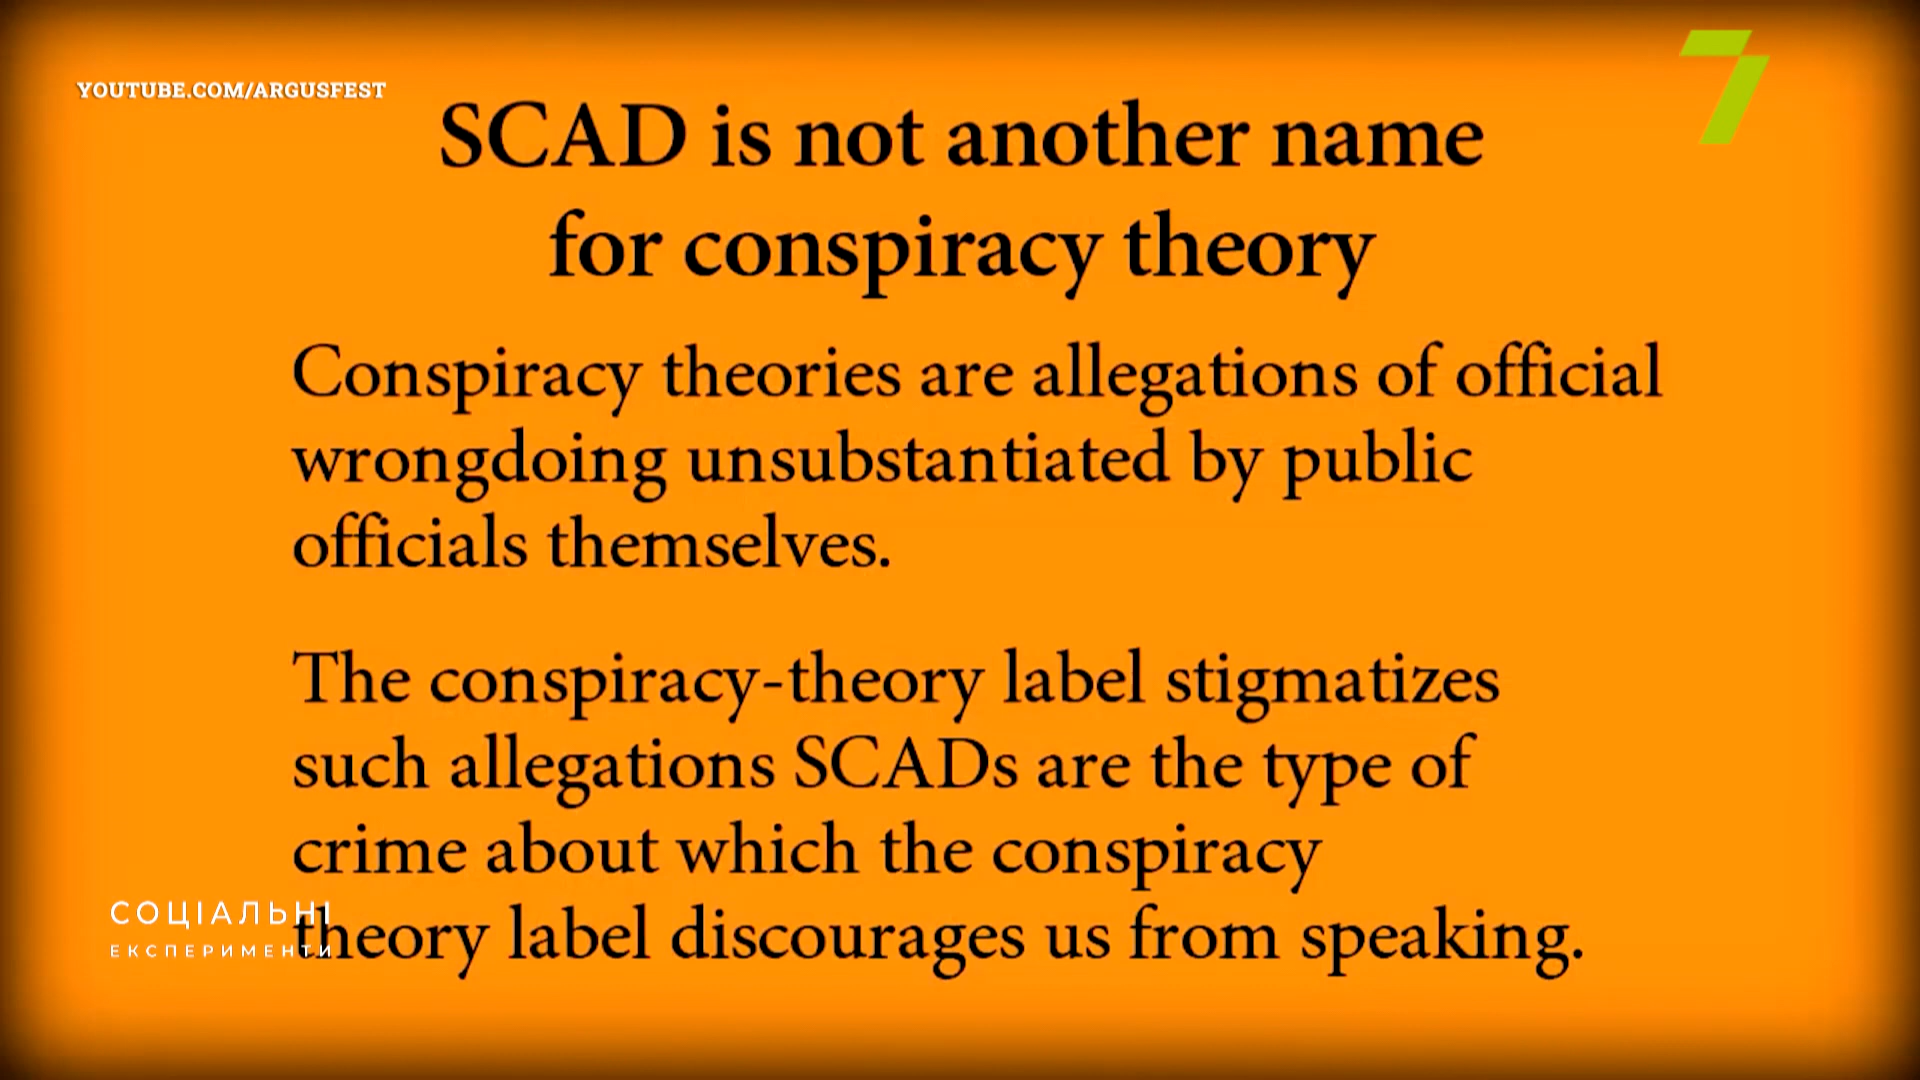 YOUTUBE.COM/ARGUSFEST
7
SCAD is not another name
for conspiracy theory
Conspiracy theories are allegations of official
wrongdoing unsubstantiated by public
officials themselves.
The conspiracy-theory label stigmatizes
such allegations SCADs are the type of
crime about which the conspiracy
theory label discourages us from speaking.
СОЦІАЛЬНІ
ЕКСПЕРИМЕНТИ